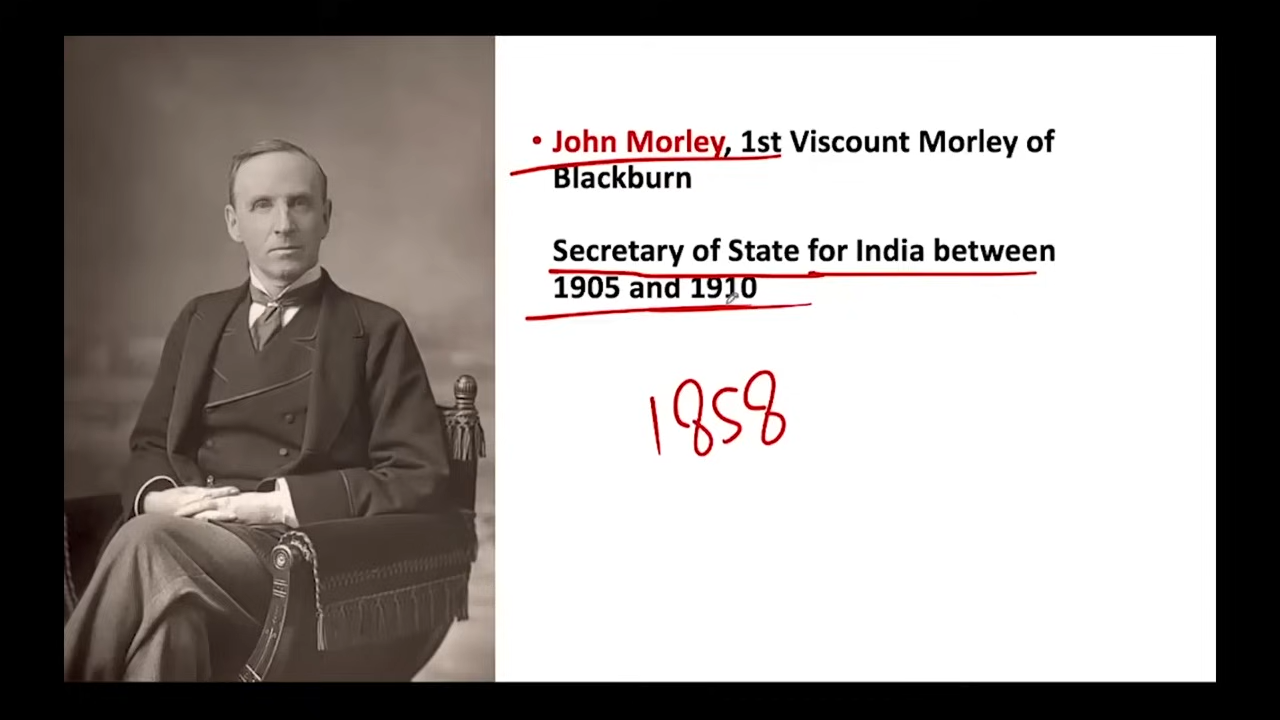 • John Morley, 1st Viscount Morley of
Blackburn
Secretary of State for India between
1905 and 1910
1858